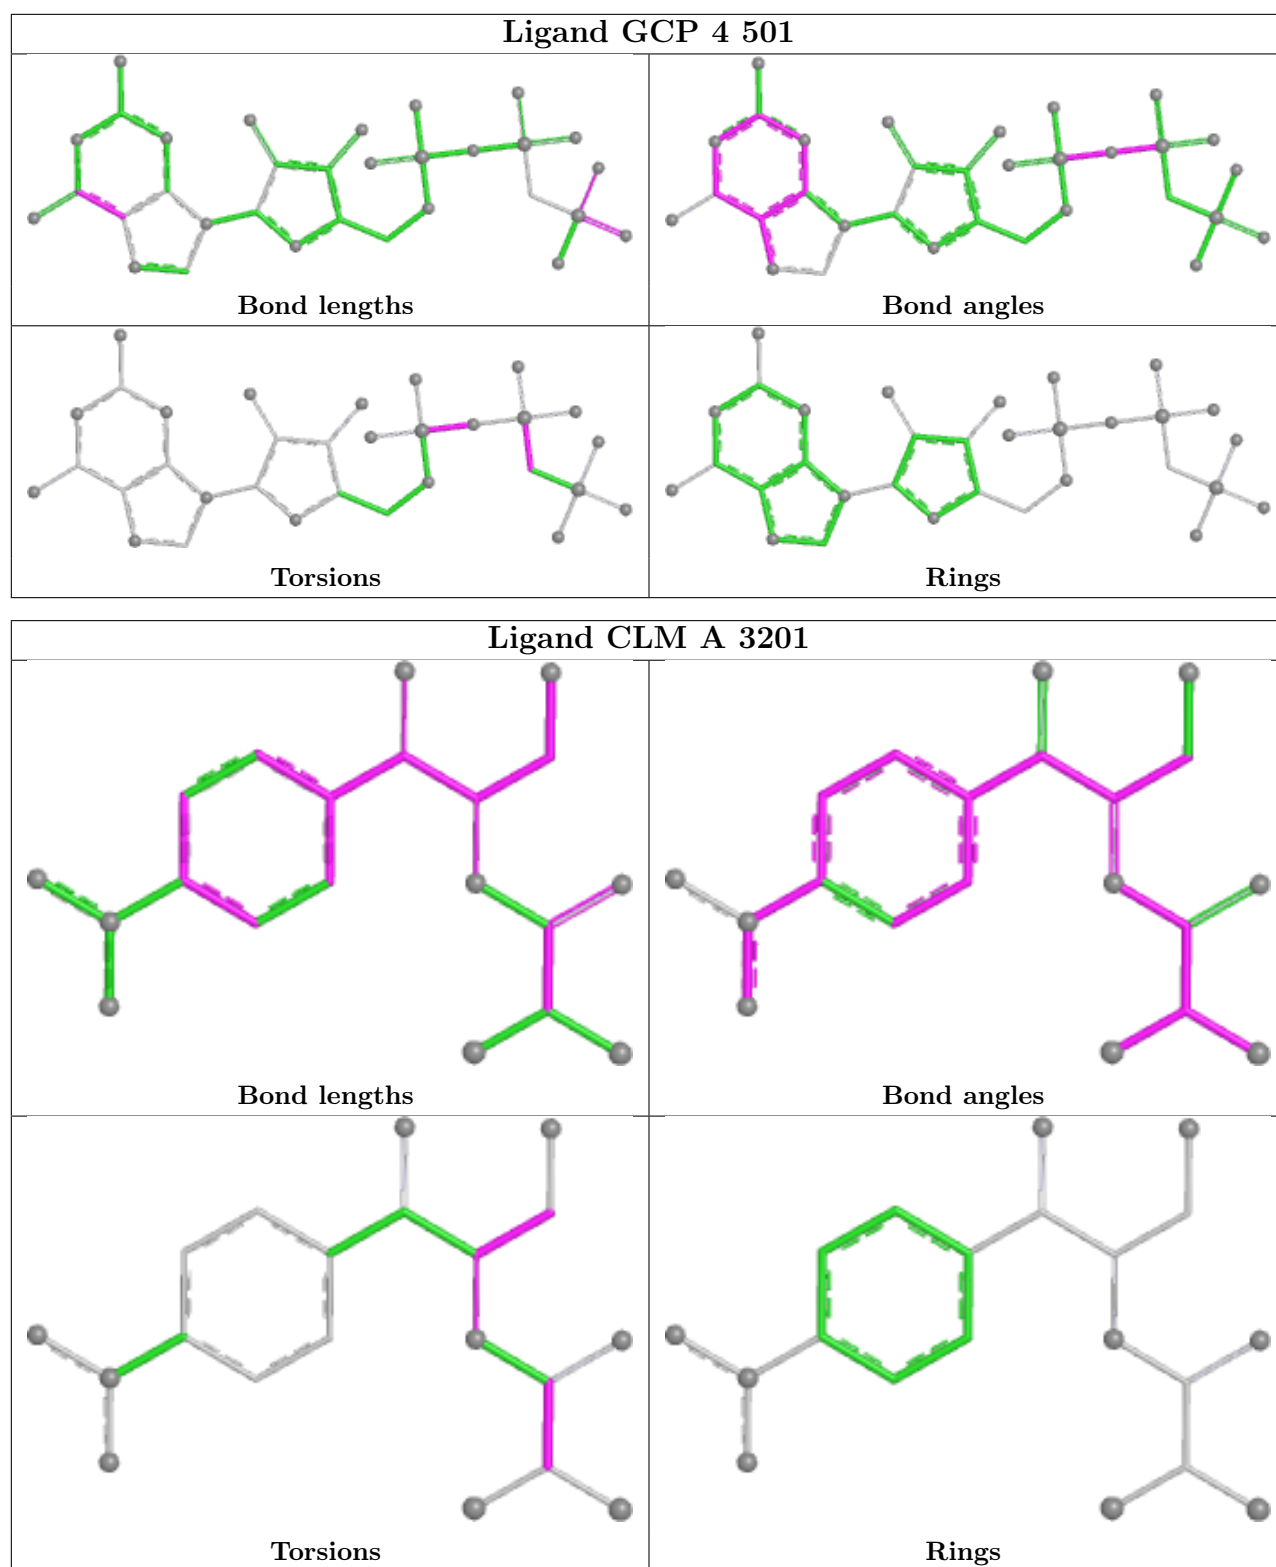 Ligand GCP 4 501
Bond lengths
Bond angles
Torsions
Rings
Ligand CLM A 3201
Bond lengths
Bond angles
Torsions
Rings